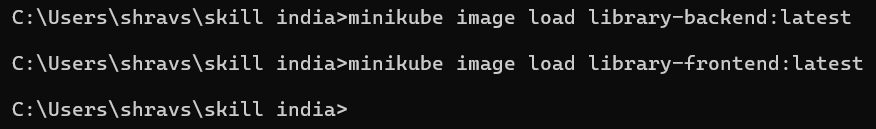 C:\Users\shravs\skill india>minikube image load library-backend:latest
C:\Users\shravs\skill india>minikube image load library-frontend:latest
C:\Users\shravs\skill india>